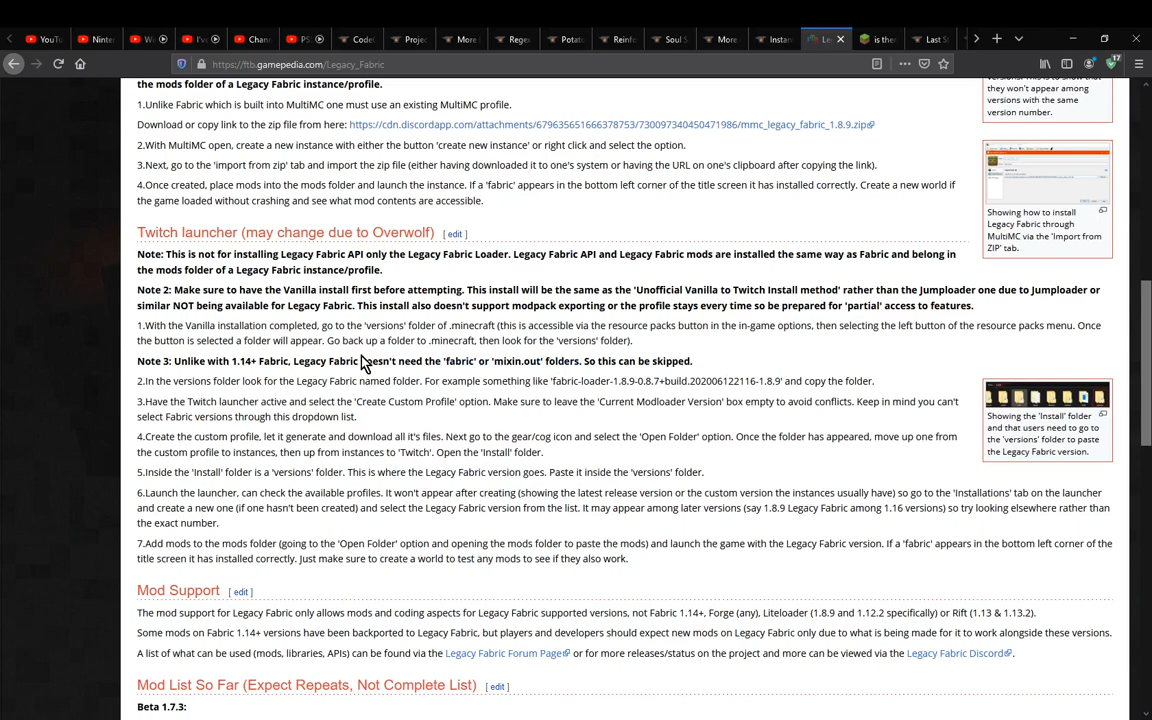 YouTu
Ninten
Wii
I've
Chann
PS
CodeC
Projec
More
Rege
Potat
Reinfo
Soul S
More
Instan
Le
is the
Last S
https://ftb.gamepedia.com/Legacy_Fabric
17
the mods folder of a Legacy Fabric instance/profile.
1.Unlike Fabric which is built into MultiMC one must use an existing MultiMC profile.
Download or copy link to the zip file from here: https://cdn.discordapp.com/attachments/679635651666378753/730097340450471986/mmc_legacy_fabric_1.8.9.zip
2.With MultiMC open, create a new instance with either the button 'create new instance' or right click and select the option.
3.Next, go to the 'import from zip' tab and import the zip file (either having downloaded it to one's system or having the URL on one's clipboard after copying the link).
4.Once created, place mods into the mods folder and launch the instance. If a 'fabric' appears in the bottom left corner of the title screen it has installed correctly. Create a new world if
the game loaded without crashing and see what mod contents are accessible.
versions. This is to show that
they won't appear among
versions with the same
version number.
Showing how to install
Legacy Fabric through
MultiMC via the 'Import from
ZIP' tab.
Twitch launcher (may change due to Overwolf) [ edit ]
Note: This is not for installing Legacy Fabric API only the Legacy Fabric Loader. Legacy Fabric API and Legacy Fabric mods are installed the same way as Fabric and belong in
the mods folder of a Legacy Fabric instance/profile.
Note 2: Make sure to have the Vanilla install first before attempting. This install will be the same as the 'Unofficial Vanilla to Twitch Install method' rather than the Jumploader one due to Jumploader or
similar NOT being available for Legacy Fabric. This install also doesn't support modpack exporting or the profile stays every time so be prepared for 'partial' access to features.
1.With the Vanilla installation completed, go to the 'versions' folder of .minecraft (this is accessible via the resource packs button in the in-game options, then selecting the left button of the resource packs menu. Once
the button is selected a folder will appear. Go back up a folder to .minecraft, then look for the 'versions' folder).
Note 3: Unlike with 1.14+ Fabric, Legacy Fabric doesn't need the 'fabric' or 'mixin.out' folders. So this can be skipped.
2.In the versions folder look for the Legacy Fabric named folder. For example something like 'fabric-loader-1.8.9-0.8.7+build.202006122116-1.8.9' and copy the folder.
3.Have the Twitch launcher active and select the 'Create Custom Profile' option. Make sure to leave the 'Current Modloader Version' box empty to avoid conflicts. Keep in mind you can't
select Fabric versions through this dropdown list.
4.Create the custom profile, let it generate and download all it's files. Next go to the gear/cog icon and select the 'Open Folder' option. Once the folder has appeared, move up one from
the custom profile to instances, then up from instances to 'Twitch'. Open the 'Install' folder.
Showing the 'Install' folder
and that users need to go to
the 'versions' folder to paste
the Legacy Fabric version.
5.Inside the 'Install' folder is a 'versions' folder. This is where the Legacy Fabric version goes. Paste it inside the 'versions' folder.
6.Launch the launcher, can check the available profiles. It won't appear after creating (showing the latest release version or the custom version the instances usually have) so go to the 'Installations' tab on the launcher
and create a new one (if one hasn't been created) and select the Legacy Fabric version from the list. It may appear among later versions (say 1.8.9 Legacy Fabric among 1.16 versions) so try looking elsewhere rather than
the exact number.
7.Add mods to the mods folder (going to the 'Open Folder' option and opening the mods folder to paste the mods) and launch the game with the Legacy Fabric version. If a 'fabric' appears in the bottom left corner of the
title screen it has installed correctly. Just make sure to create a world to test any mods to see if they also work.
Mod Support [ edit ]
The mod support for Legacy Fabric only allows mods and coding aspects for Legacy Fabric supported versions, not Fabric 1.14+, Forge (any), Liteloader (1.8.9 and 1.12.2 specifically) or Rift (1.13 & 1.13.2).
Some mods on Fabric 1.14+ versions have been backported to Legacy Fabric, but players and developers should expect new mods on Legacy Fabric only due to what is being made for it to work alongside these versions.
A list of what can be used (mods, libraries, APIs) can be found via the Legacy Fabric Forum Page or for more releases/status on the project and more can be viewed via the Legacy Fabric Discord.
Mod List So Far (Expect Repeats, Not Complete List) [ edit ]
Beta 1.7.3: